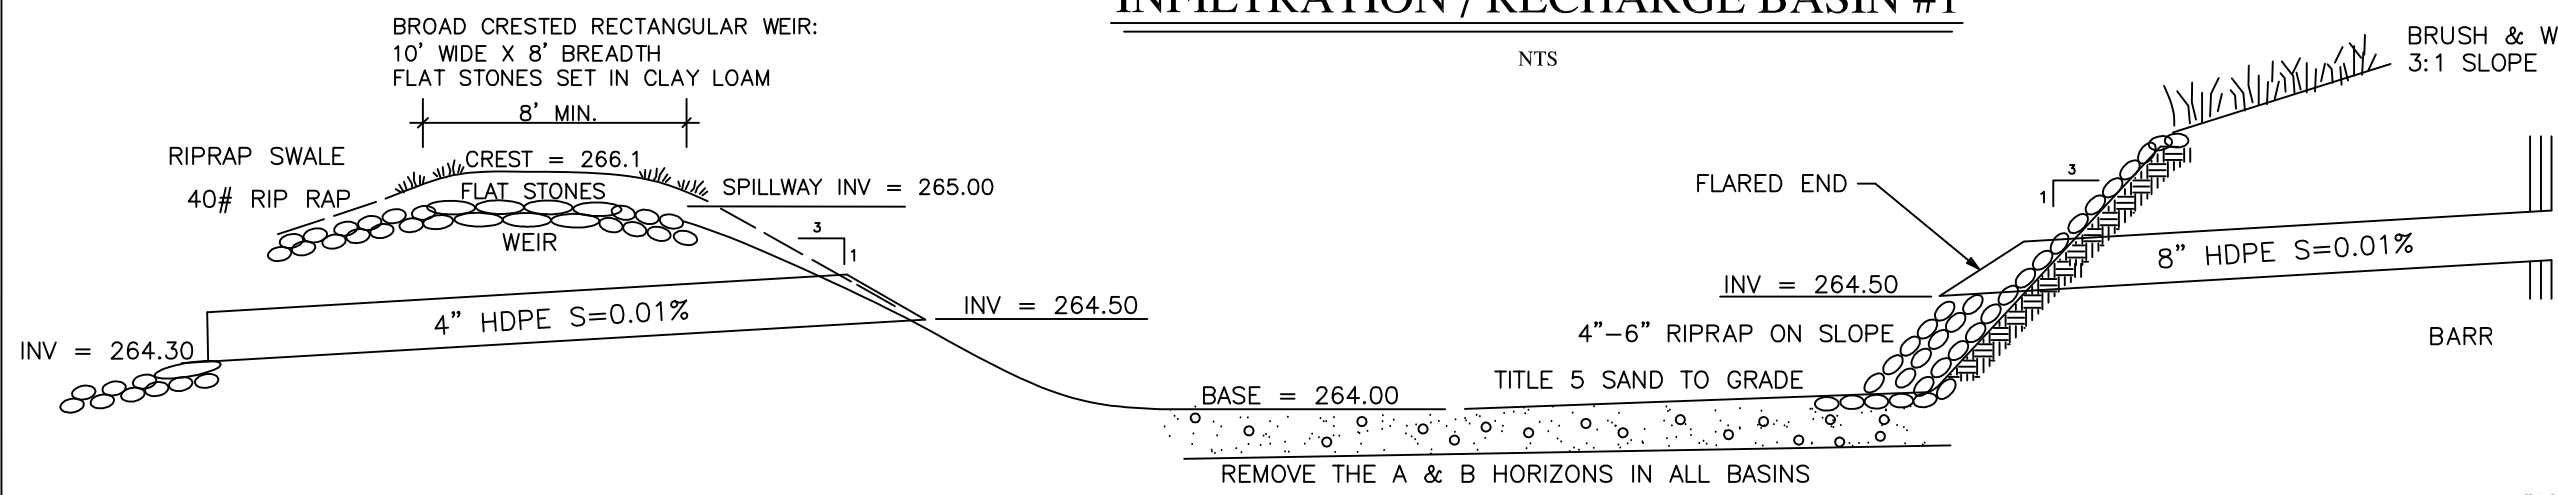 INFILTRATION / RECHARGE BASIN #1
NTS
BROAD CRESTED RECTANGULAR WEIR:
10' WIDE X 8' BREADTH
FLAT STONES SET IN CLAY LOAM
8' MIN.
RIPRAP SWALE
40# RIP RAP
CREST = 266.1
FLAT STONES
WEIR
SPILLWAY INV = 265.00
3
1
4" HDPE S=0.01%
INV = 264.30
INV = 264.50
BASE = 264.00
TITLE 5 SAND TO GRADE
REMOVE THE A & B HORIZONS IN ALL BASINS
FLARED END
INV = 264.50
4"-6" RIPRAP ON SLOPE
3
1
8" HDPE S=0.01%
BRUSH & W
3:1 SLOPE
BARR